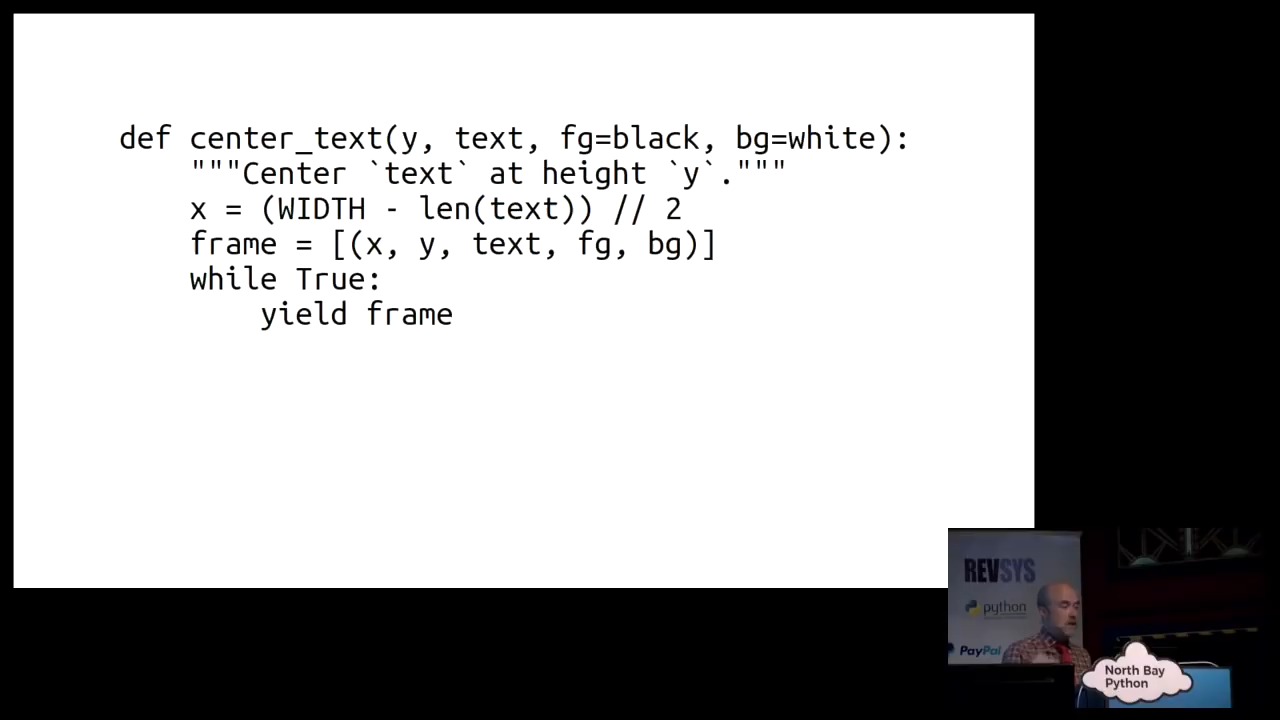 def center_text(y, text, fg=black, bg=white):
    """Center `text` at height `y`."""
    x = (WIDTH - len(text)) // 2
    frame = [(x, y, text, fg, bg)]
    while True:
        yield frame
REVSYS
python
PayPal
North Bay
Python